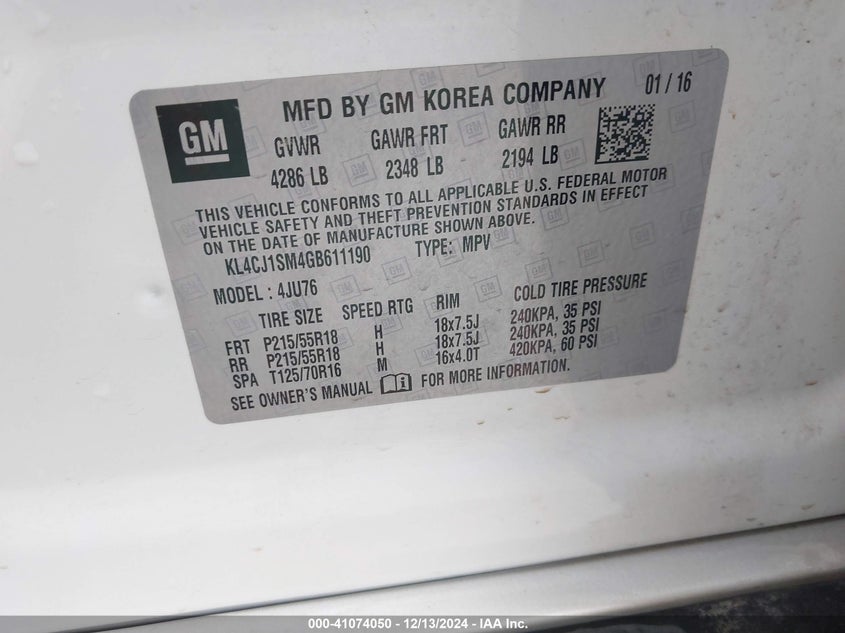 GM
MFD BY GM KOREA COMPANY 01 / 16
GVWR GAWR FRT GAWR RR
4286 LB 2348 LB 2194 LB
THIS VEHICLE CONFORMS TO ALL APPLICABLE U.S. FEDERAL MOTOR
VEHICLE SAFETY AND THEFT PREVENTION STANDARDS IN EFFECT
ON THE DATE OF MANUFACTURE SHOWN ABOVE.
KL4CJ1SM4GB611190 TYPE: MPV
MODEL : 4JU76
TIRE SIZE SPEED RTG RIM COLD TIRE PRESSURE
FRT P215/55R18 H 18x7.5J 240KPA, 35 PSI
RR P215/55R18 H 18x7.5J 240KPA, 35 PSI
SPA T125/70R16 M 16x4.0T 420KPA, 60 PSI
SEE OWNER'S MANUAL FOR MORE INFORMATION.
000-41074050 - 12/13/2024 - IAA Inc.